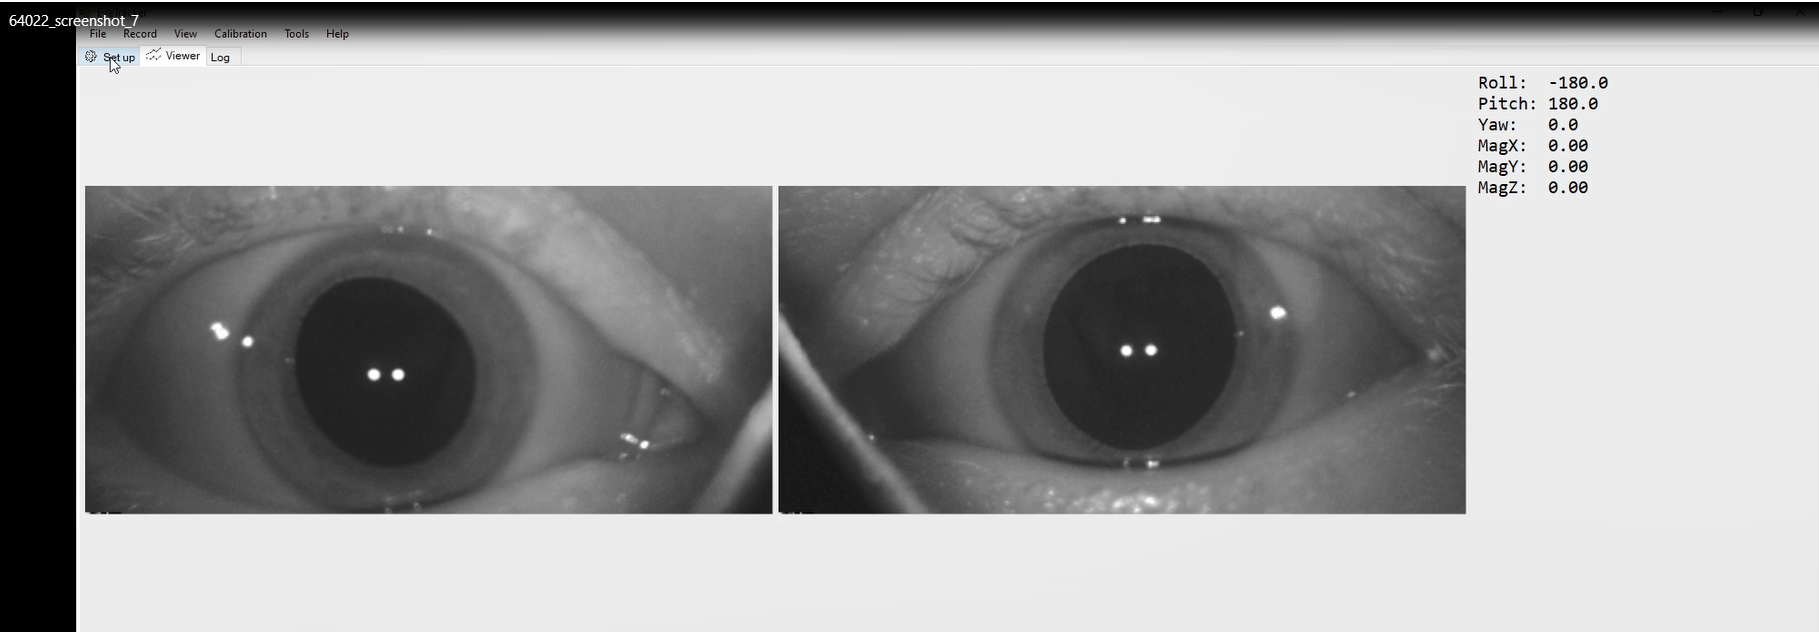 64022_screenshot_7
File Record View Calibration Tools Help
Set up Viewer Log
Roll: -180.0
Pitch: 180.0
Yaw: 0.0
MagX: 0.00
MagY: 0.00
MagZ: 0.00